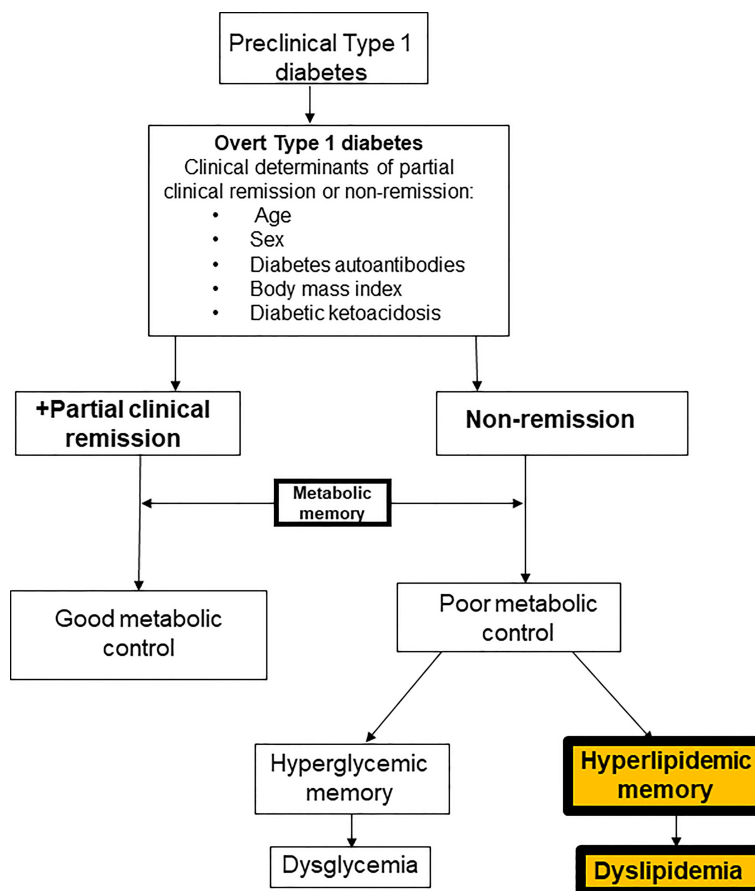 Preclinical Type 1
diabetes
Overt Type 1 diabetes
Clinical determinants of partial
clinical remission or non-remission:
• Age
• Sex
• Diabetes autoantibodies
• Body mass index
• Diabetic ketoacidosis
+Partial clinical
remission
Non-remission
Metabolic
memory
Good metabolic
control
Poor metabolic
control
Hyperglycemic
memory
Hyperlipidemic
memory
Dysglycemia
Dyslipidemia